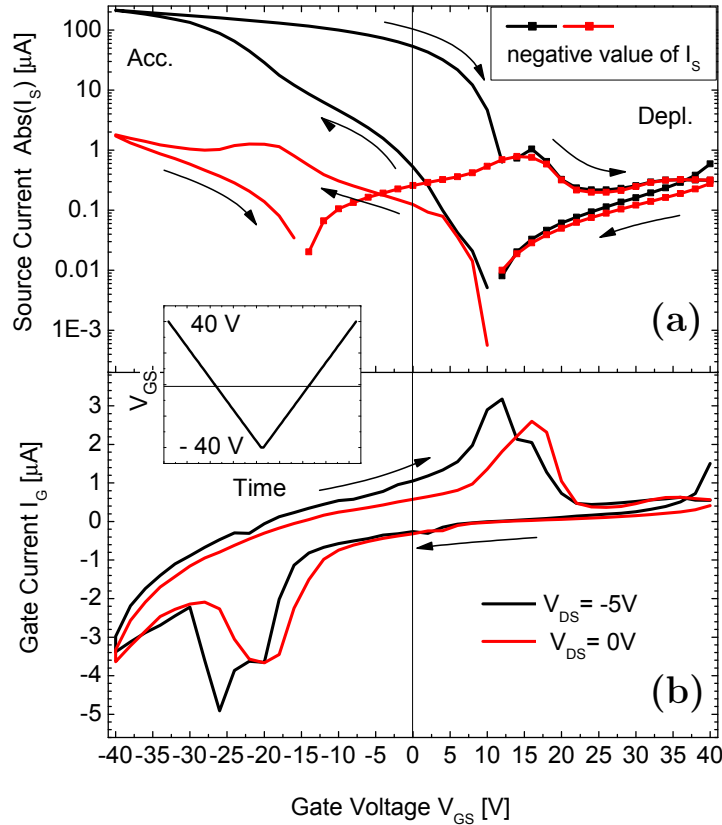 Source Current Abs(I_S) [µA]
100
10
1
0.1
0.01
1E-3
Acc.
negative value of I_S
Depl.
(a)
V_GS
40 V
- 40 V
Time
Gate Current I_G [µA]
3
2
1
0
-1
-2
-3
-4
-5
V_DS= -5V
V_DS= 0V
(b)
-40 -35 -30 -25 -20 -15 -10 -5 0 5 10 15 20 25 30 35 40
Gate Voltage V_GS [V]